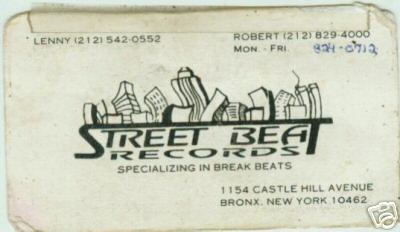 LENNY (212) 542-0552
ROBERT (212) 829-4000
MON. - FRI. 824-0712
STREET BEAT
RECORDS
SPECIALIZING IN BREAK BEATS
1154 CASTLE HILL AVENUE
BRONX, NEW YORK 10462